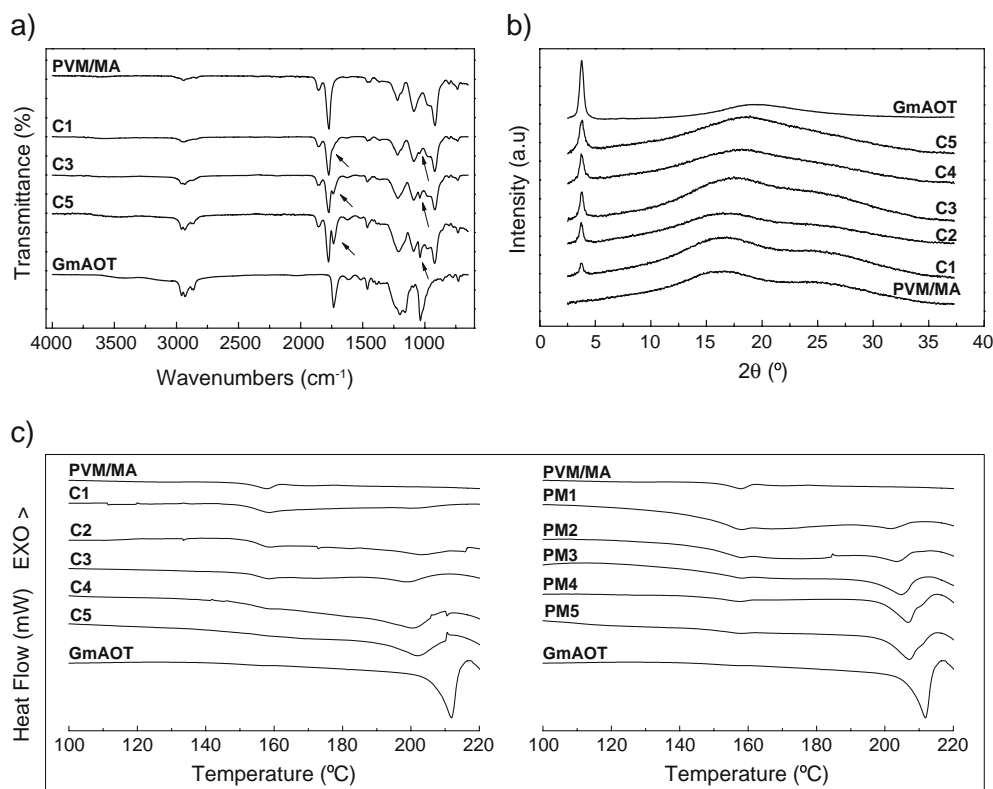 a)
PVM/MA
C1
C3
C5
GmAOT
Transmittance (%)
4000 3500 3000 2500 2000 1500 1000
Wavenumbers (cm⁻¹)
b)
GmAOT
C5
C4
C3
C2
C1
PVM/MA
Intensity (a.u)
0 5 10 15 20 25 30 35 40
2θ (º)
c)
Heat Flow (mW) EXO >
PVM/MA
C1
C2
C3
C4
C5
GmAOT
100 120 140 160 180 200 220
Temperature (ºC)
PVM/MA
PM1
PM2
PM3
PM4
PM5
GmAOT
100 120 140 160 180 200 220
Temperature (ºC)